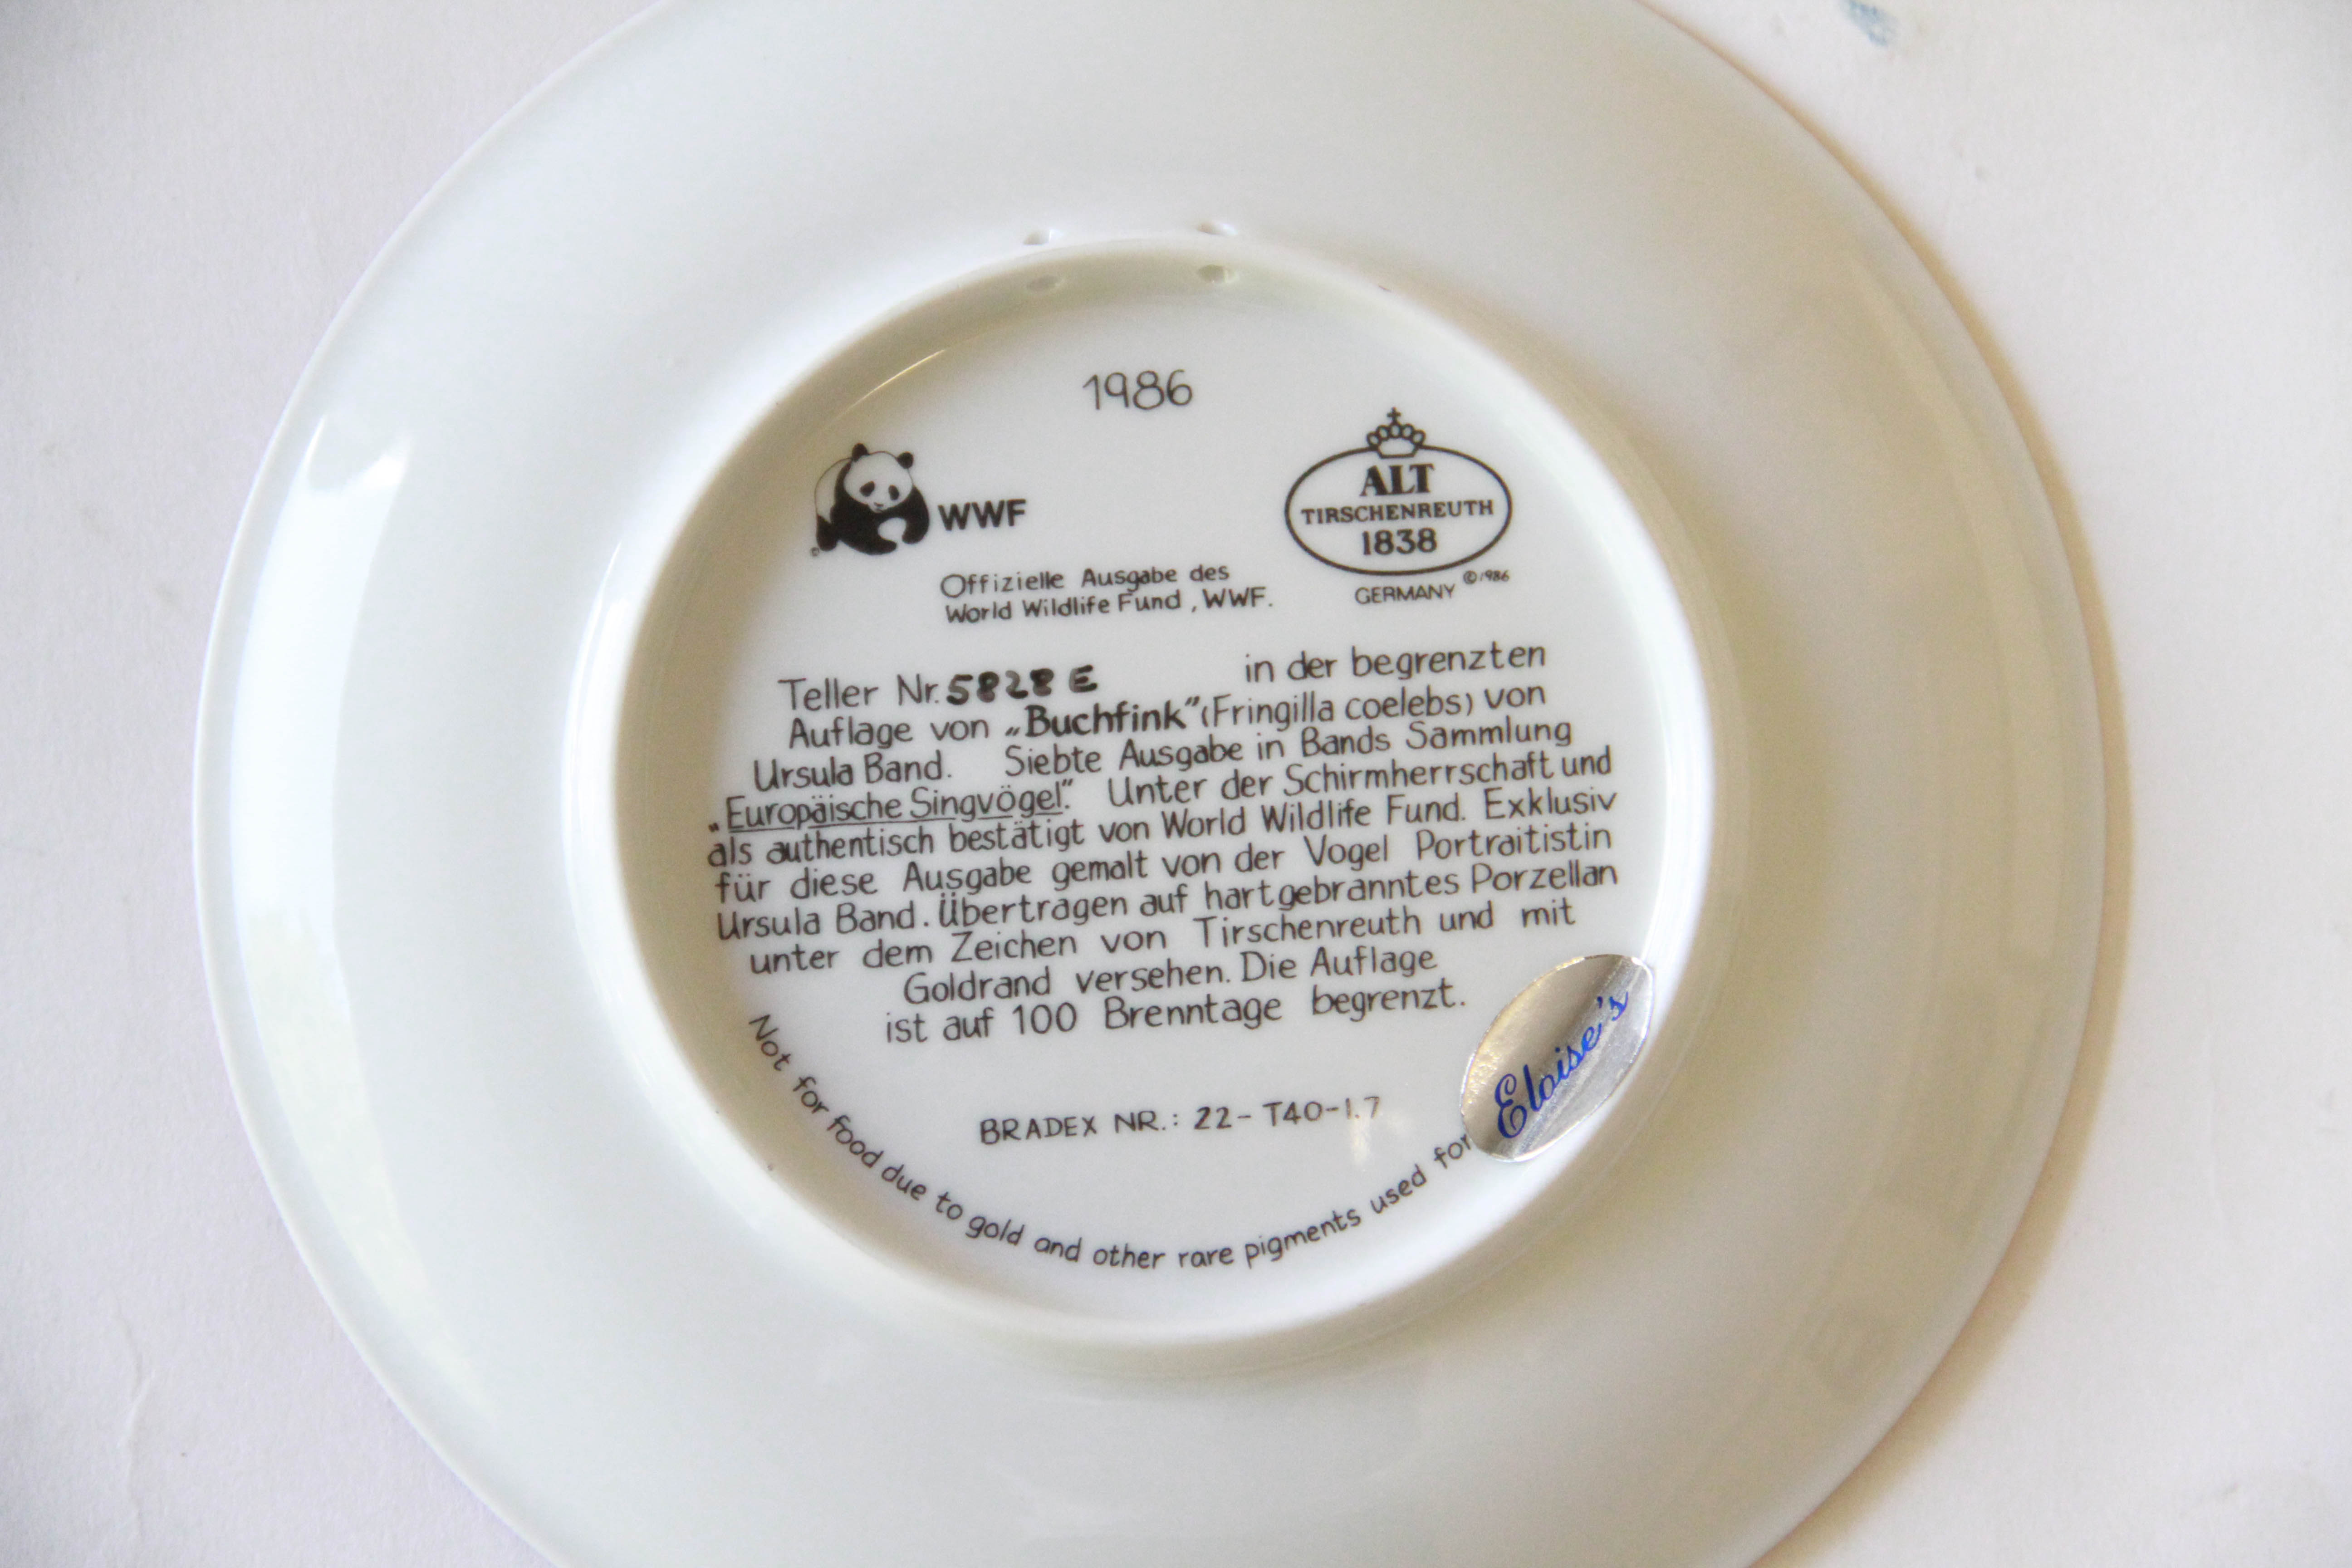 1986
WWF
ALT
TIRSCHENREUTH
1838
GERMANY ©1986
Offizielle Ausgabe des
World Wildlife Fund, WWF.
Teller Nr. 5828 E in der begrenzten
Auflage von „Buchfink” (Fringilla coelebs) von
Ursula Band. Siebte Ausgabe in Bands Sammlung
„Europäische Singvögel”. Unter der Schirmherrschaft und
als authentisch bestätigt von World Wildlife Fund. Exklusiv
für diese Ausgabe gemalt von der Vogel Portraitistin
Ursula Band. Übertragen auf hartgebranntes Porzellan
unter dem Zeichen von Tirschenreuth und mit
Goldrand versehen. Die Auflage
ist auf 100 Brenntage begrenzt.
BRADEX NR.: 22-T40-1.7
Not for food due to gold and other rare pigments used for
Eloise's